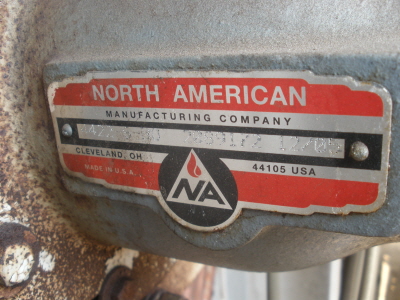 NORTH AMERICAN
MANUFACTURING COMPANY
CLEVELAND, OH
44105 USA
MADE IN U.S.A.
NA